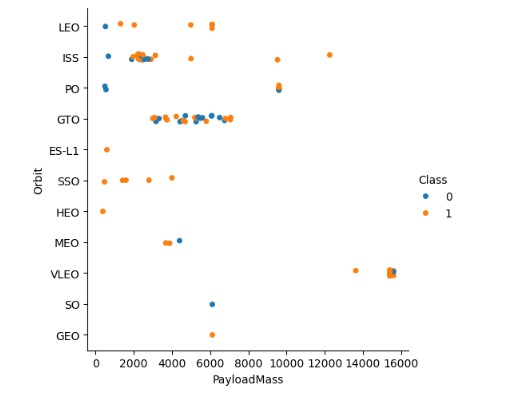 LEO
ISS
PO
GTO
ES-L1
SSO
HEO
MEO
VLEO
SO
GEO
Orbit
0 2000 4000 6000 8000 10000 12000 14000 16000
PayloadMass
Class
0
1